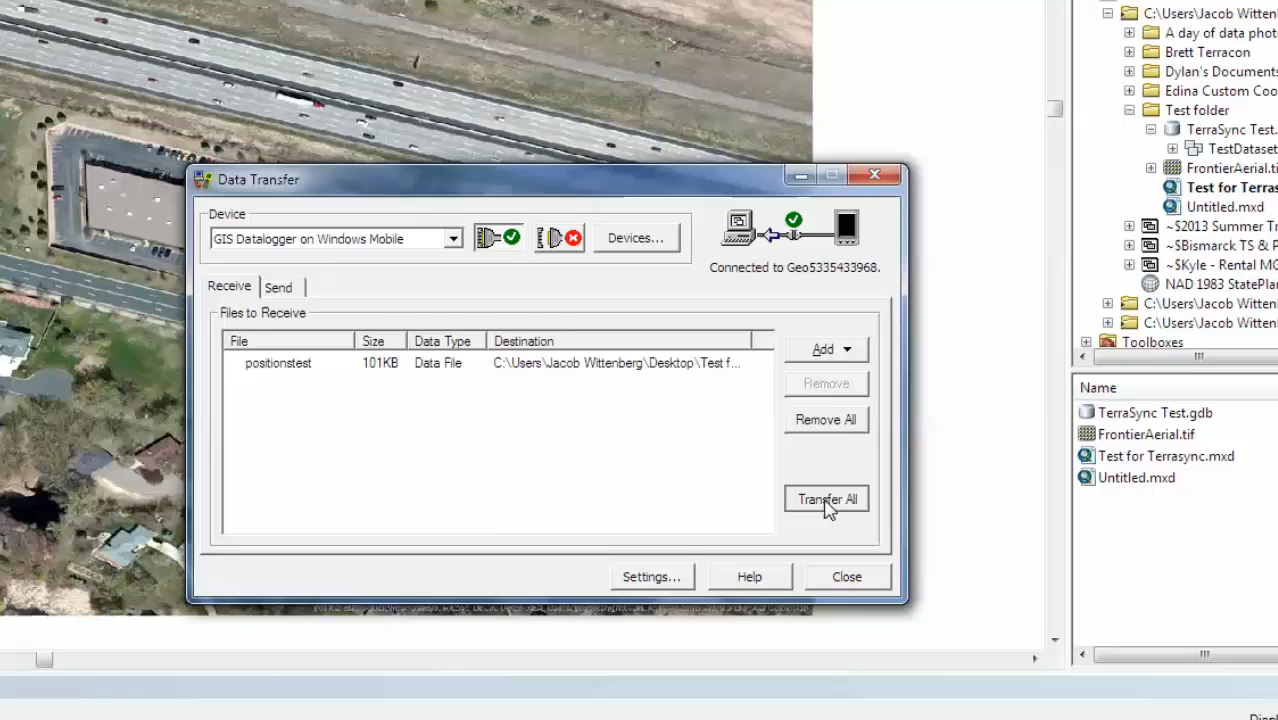 Data Transfer
Device
GIS Datalogger on Windows Mobile
Devices...
Connected to Geo5335433968.
Receive
Send
Files to Receive
File Size Data Type Destination
positionstest 101KB Data File C:\Users\Jacob Wittenberg\Desktop\Test f...
Add
Remove
Remove All
Transfer All
Settings...
Help
Close
C:\Users\Jacob Witten
A day of data phot
Brett Terracon
Dylan's Documents
Edina Custom Coo
Test folder
TerraSync Test.
TestDataset
FrontierAerial.ti
Test for Terras
Untitled.mxd
~$2013 Summer Tr
~$Bismarck TS & F
~$Kyle - Rental MG
NAD 1983 StatePlan
C:\Users\Jacob Witten
C:\Users\Jacob Witten
Toolboxes
Name
TerraSync Test.gdb
FrontierAerial.tif
Test for Terrasync.mxd
Untitled.mxd